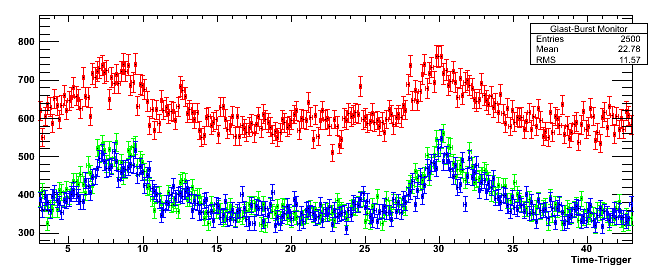 Glast-Burst Monitor
Entries 2500
Mean 22.78
RMS 11.57
800
700
600
500
400
300
5 10 15 20 25 30 35 40
Time-Trigger